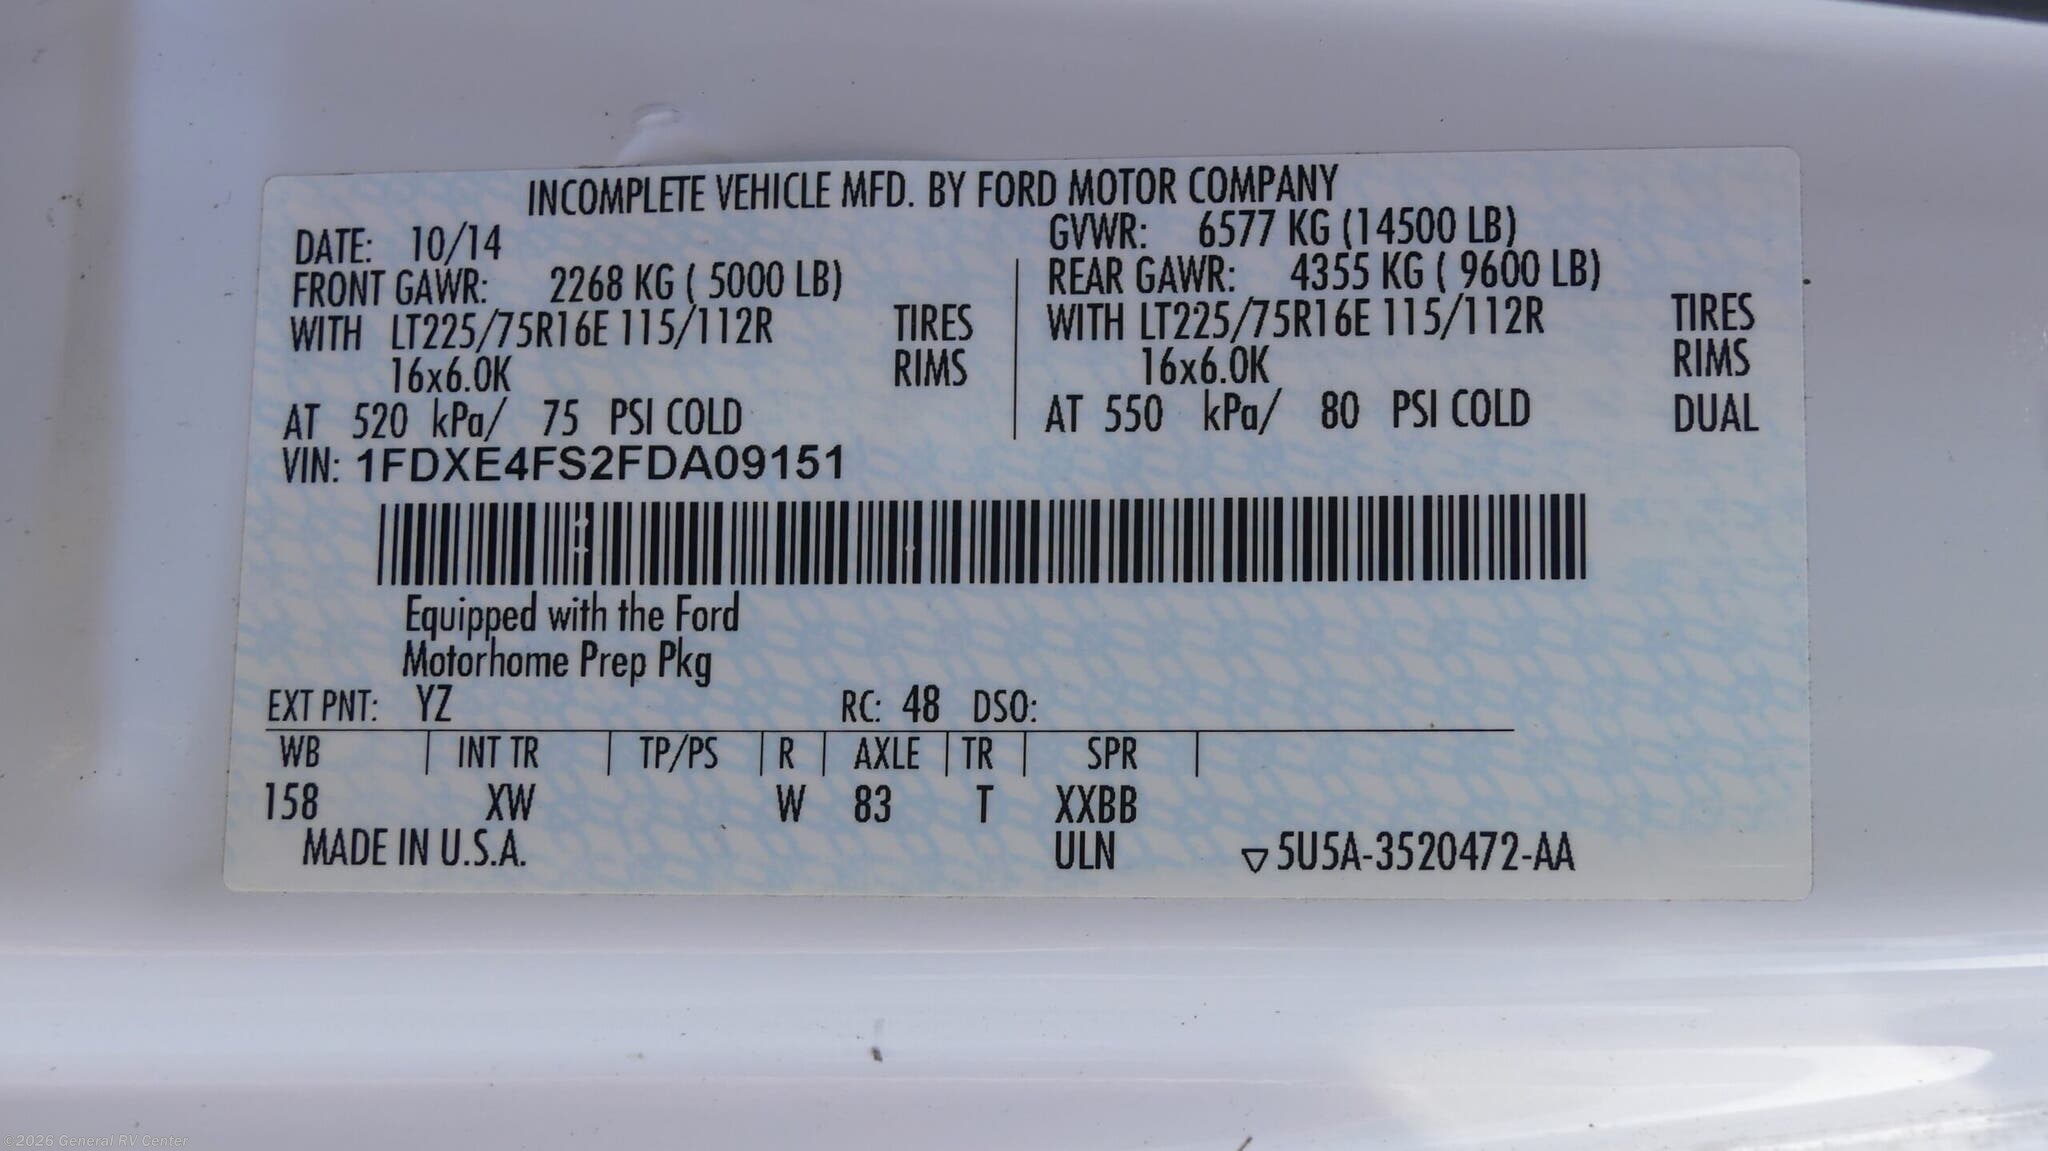 INCOMPLETE VEHICLE MFD. BY FORD MOTOR COMPANY
DATE: 10/14 GVWR: 6577 KG (14500 LB)
FRONT GAWR: 2268 KG ( 5000 LB) REAR GAWR: 4355 KG ( 9600 LB)
WITH LT225/75R16E 115/112R TIRES WITH LT225/75R16E 115/112R TIRES
16x6.0K RIMS 16x6.0K RIMS
AT 520 kPa/ 75 PSI COLD AT 550 kPa/ 80 PSI COLD DUAL
VIN: 1FDXE4FS2FDA09151
Equipped with the Ford
Motorhome Prep Pkg
EXT PNT: YZ RC: 48 DSO:
WB INT TR TP/PS R AXLE TR SPR
158 XW W 83 T XXBB
MADE IN U.S.A. ULN ▽5U5A-3520472-AA
©2026 General RV Center